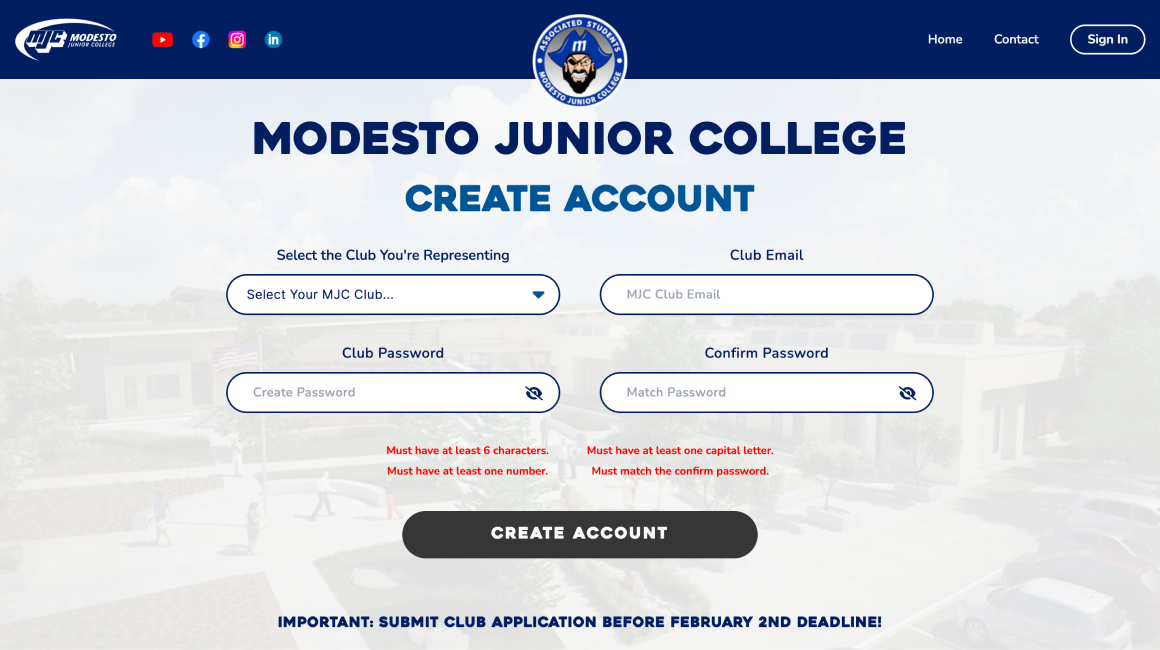 MJC MODESTO
JUNIOR COLLEGE
ASSOCIATED STUDENTS
m
MODESTO JUNIOR COLLEGE
Home
Contact
Sign In
MODESTO JUNIOR COLLEGE
CREATE ACCOUNT
Select the Club You're Representing
Club Email
Select Your MJC Club...
MJC Club Email
Club Password
Confirm Password
Create Password
Match Password
Must have at least 6 characters.
Must have at least one capital letter.
Must have at least one number.
Must match the confirm password.
CREATE ACCOUNT
IMPORTANT: SUBMIT CLUB APPLICATION BEFORE FEBRUARY 2ND DEADLINE!